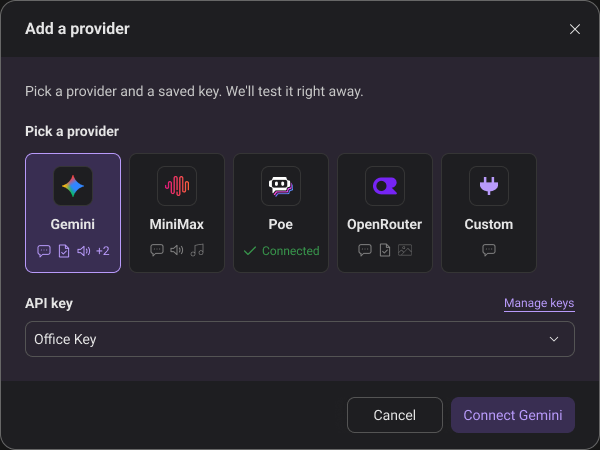 Add a provider
Pick a provider and a saved key. We'll test it right away.
Pick a provider
Gemini
+2
MiniMax
Poe
Connected
OpenRouter
Custom
API key
Manage keys
Office Key
Cancel
Connect Gemini